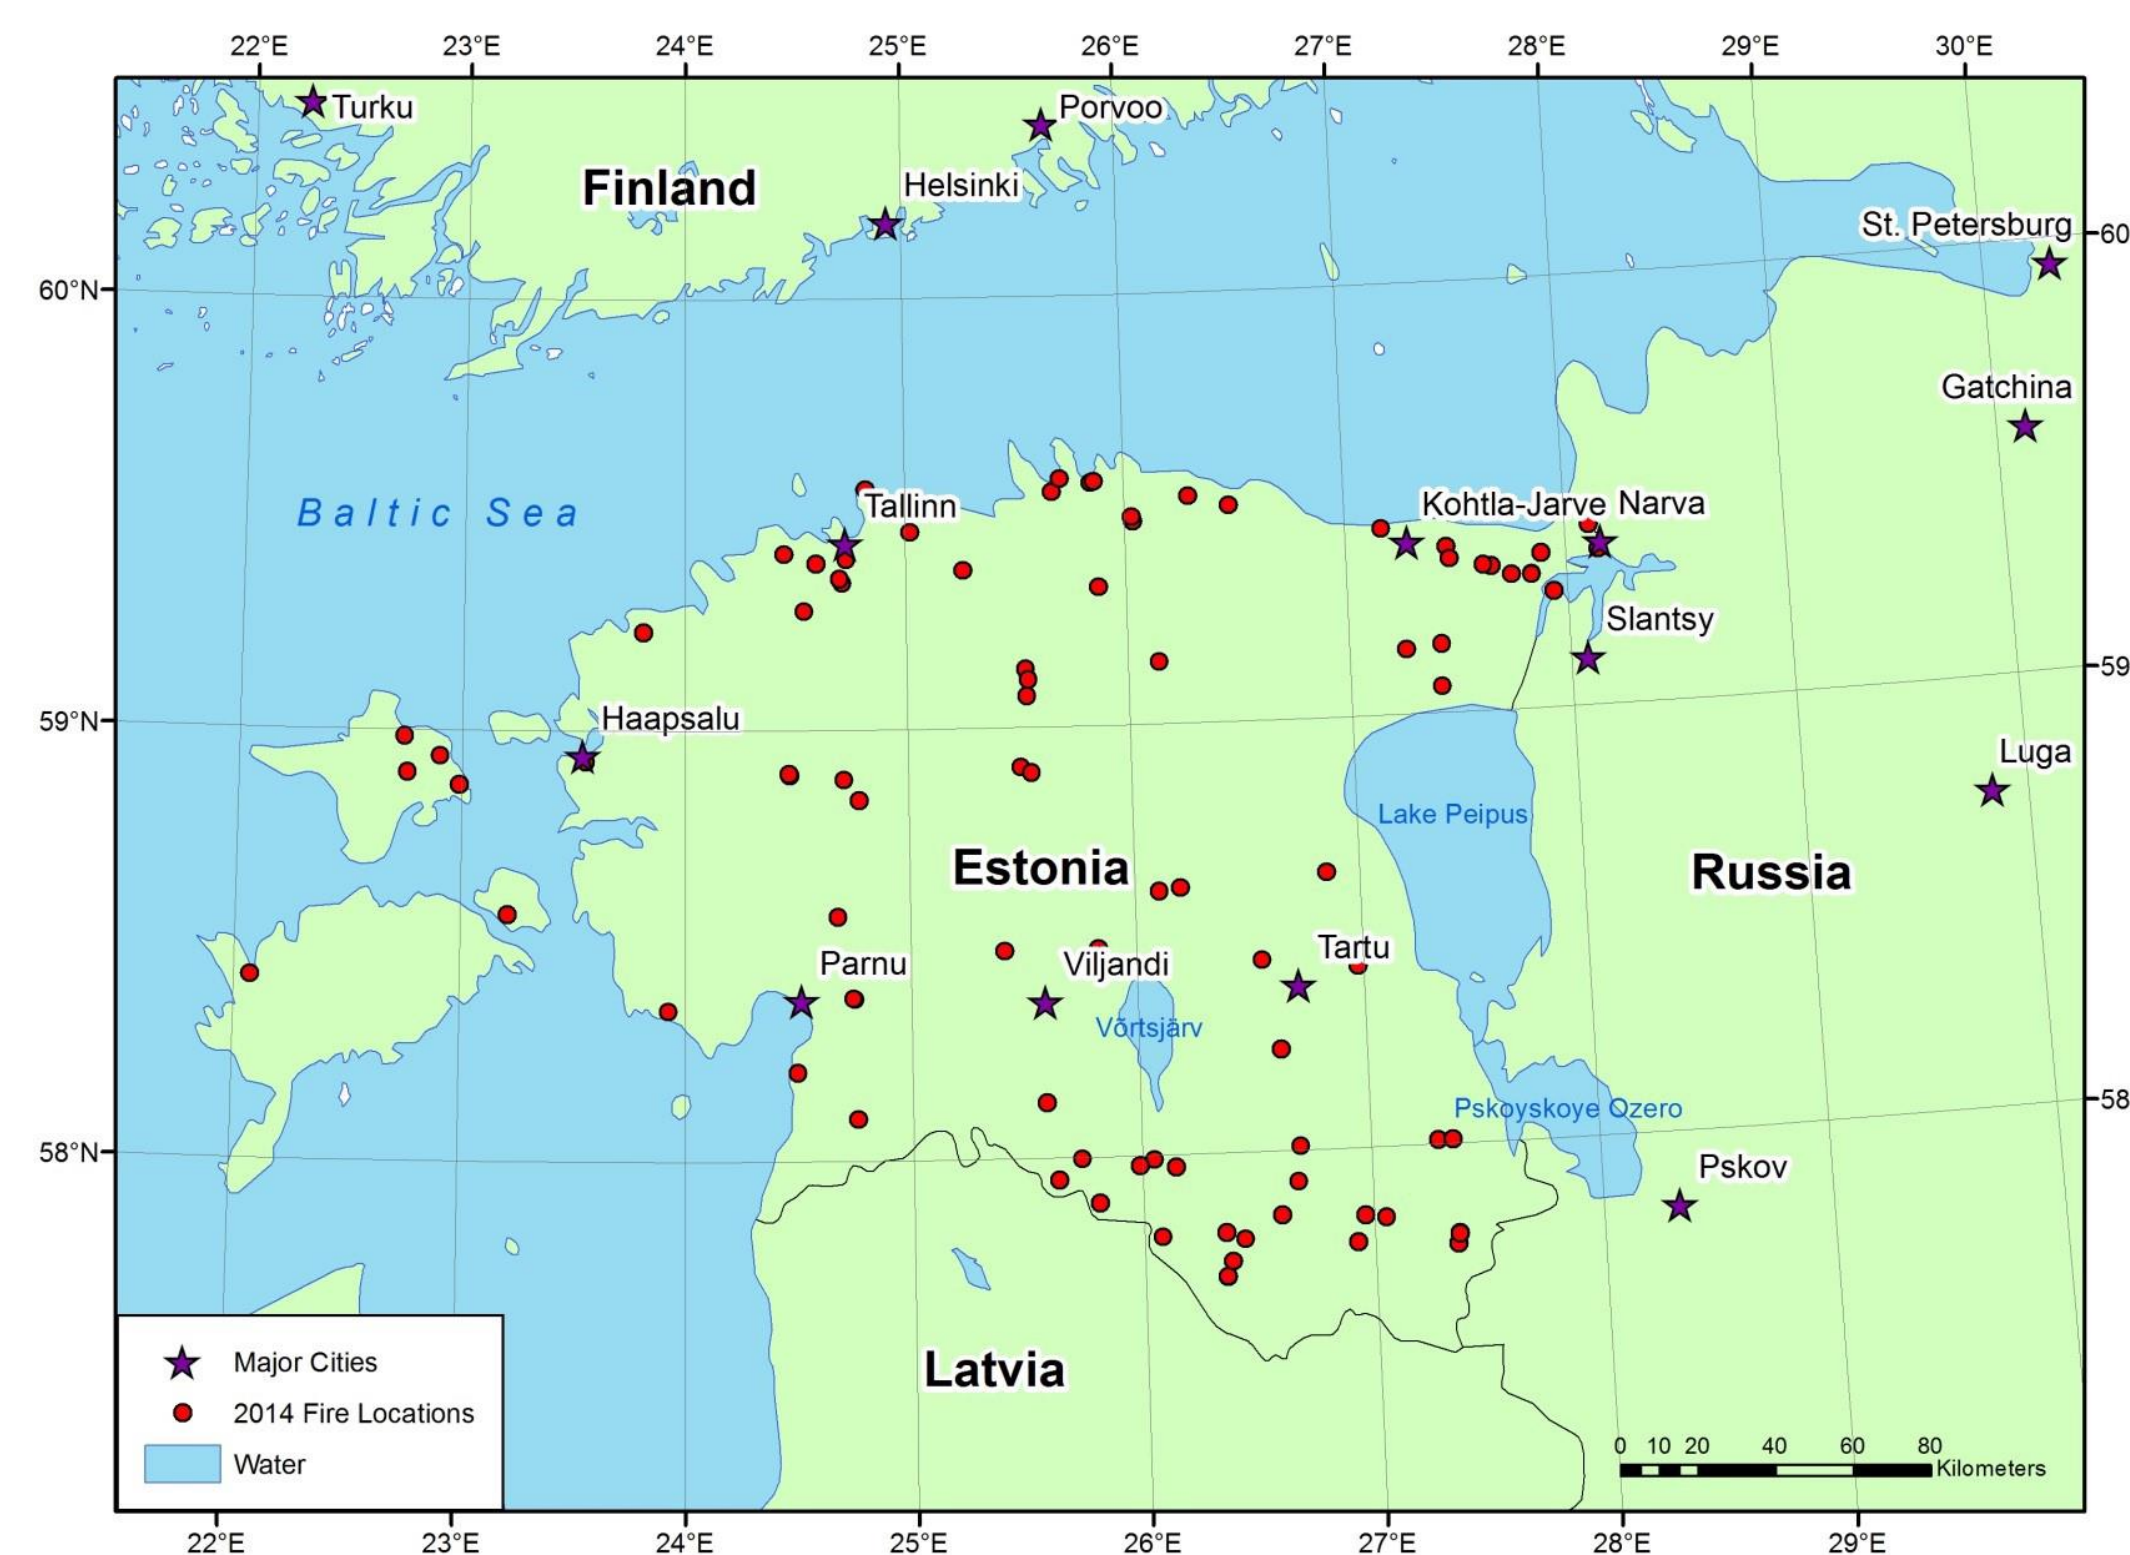 22°E 23°E 24°E 25°E 26°E 27°E 28°E 29°E 30°E
Turku
Porvoo
Finland
Helsinki
St. Petersburg
60
60°N
Gatchina
Baltic Sea
Tallinn
Kohtla-Jarve
Narva
Slantsy
59
59°N
Haapsalu
Luga
Lake Peipus
Estonia
Russia
Parnu
Viljandi
Tartu
Võrtsjärv
Pskoyskoye Ozero
58
58°N
Pskov
Latvia
Major Cities
2014 Fire Locations
Water
0 10 20 40 60 80
Kilometers
22°E 23°E 24°E 25°E 26°E 27°E 28°E 29°E